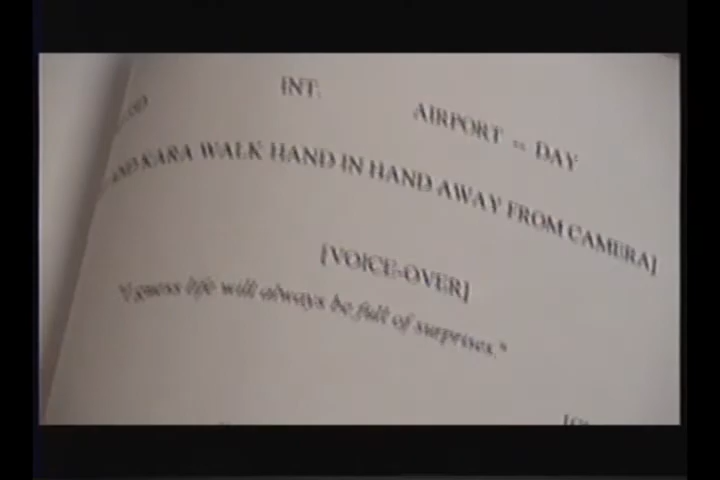 INT. AIRPORT - DAY
AND KARA WALK HAND IN HAND AWAY FROM CAMERA]
[VOICE-OVER]
"I guess life will always be full of surprises."